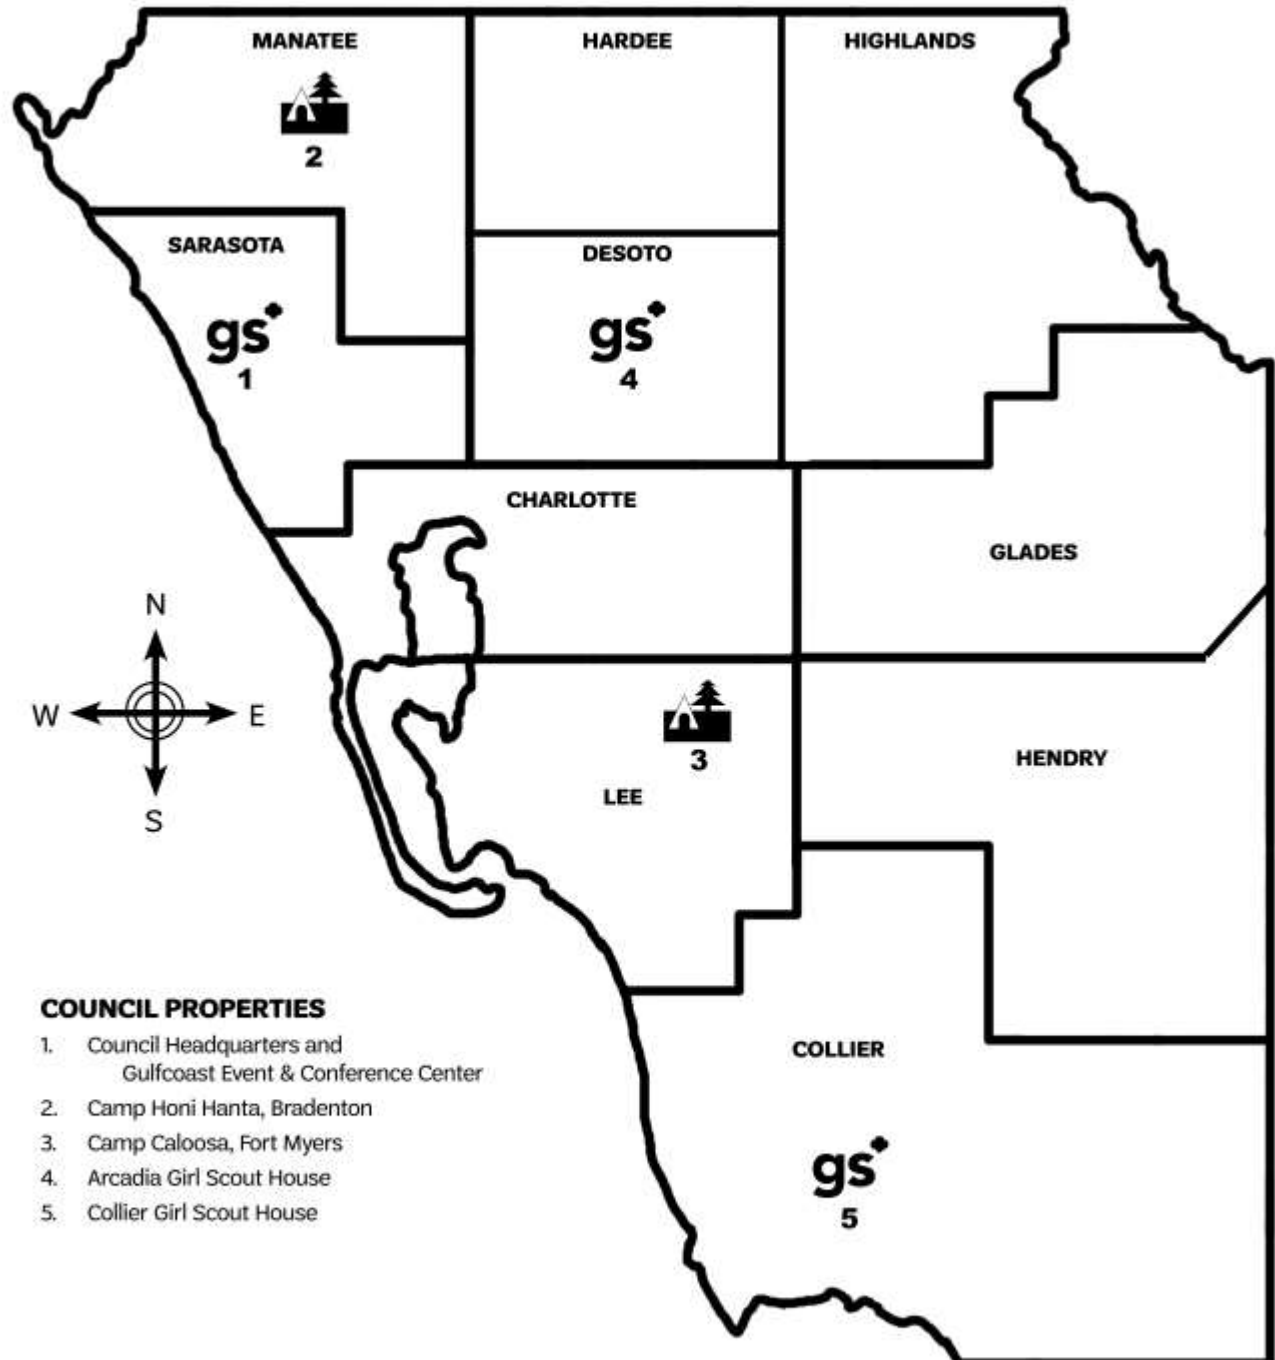 MANATEE
HARDEE
HIGHLANDS
2
SARASOTA
DESOTO
gs
1
gs
4
CHARLOTTE
GLADES
N
W
E
S
3
HENDRY
LEE
COUNCIL PROPERTIES
1. Council Headquarters and
Gulfcoast Event & Conference Center
2. Camp Honi Hanta, Bradenton
3. Camp Caloosa, Fort Myers
4. Arcadia Girl Scout House
5. Collier Girl Scout House
COLLIER
gs
5